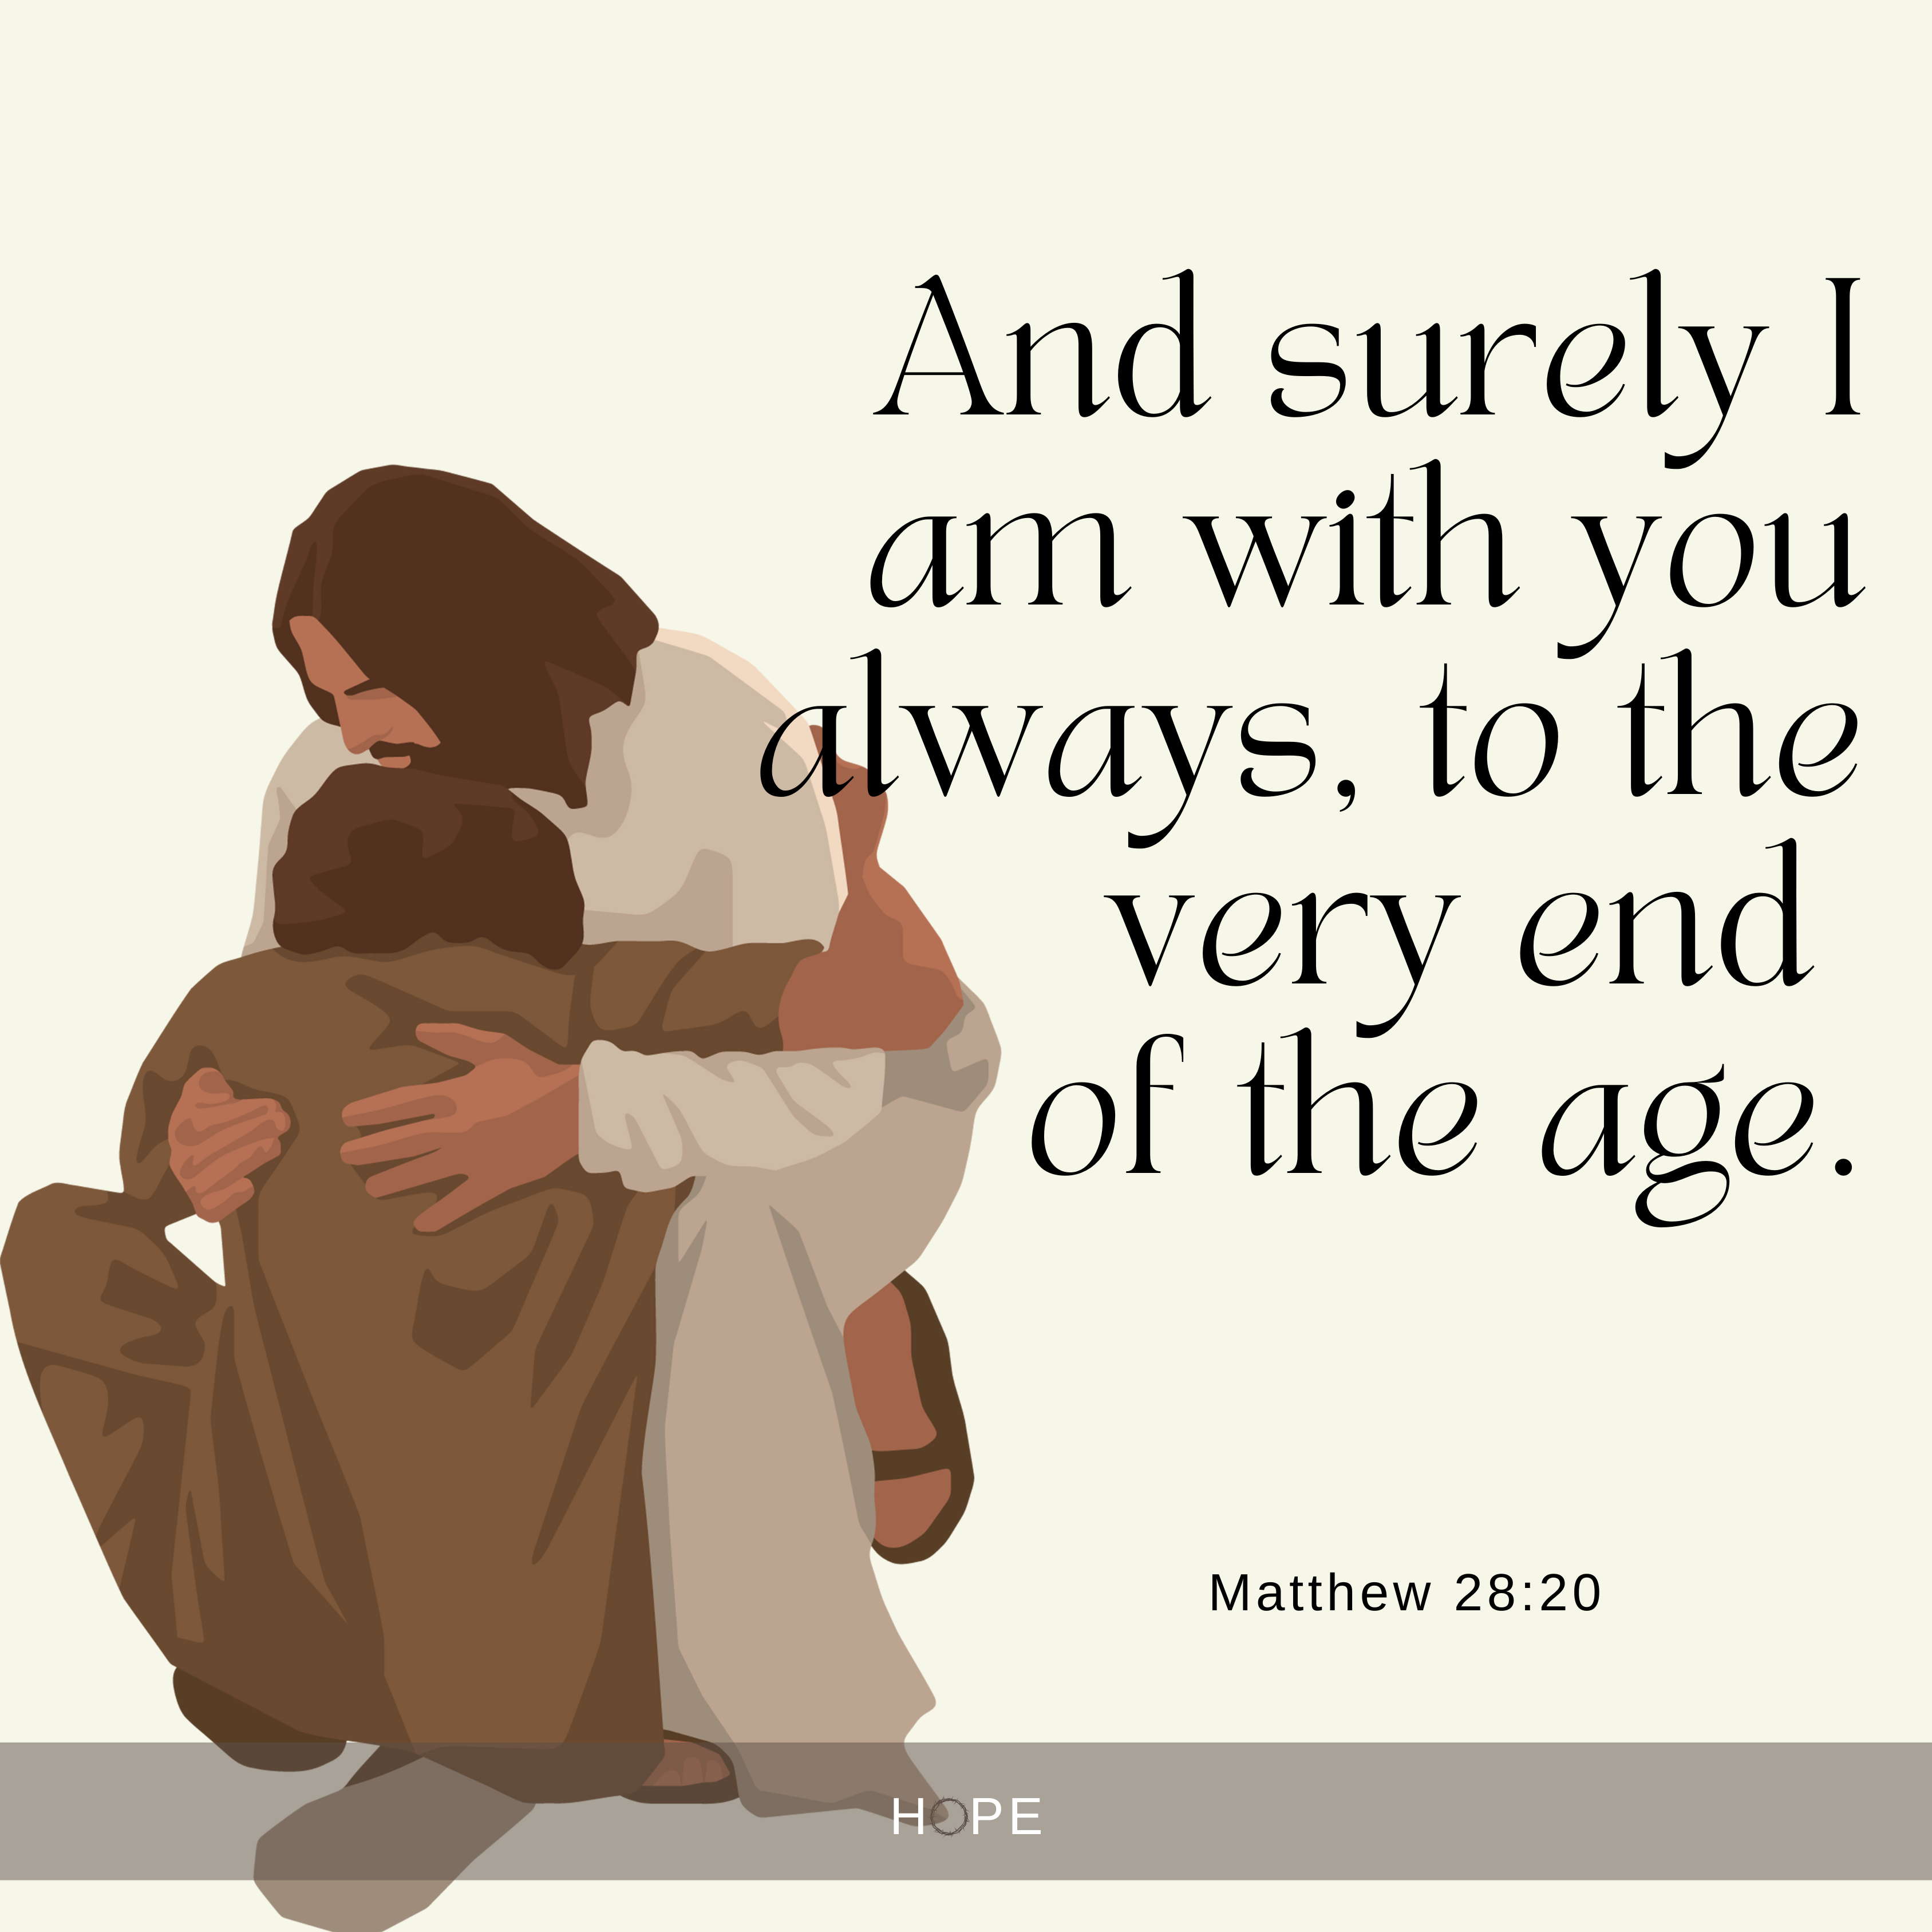 And surely I
am with you
always, to the
very end
of the age.
Matthew 28:20
HOPE